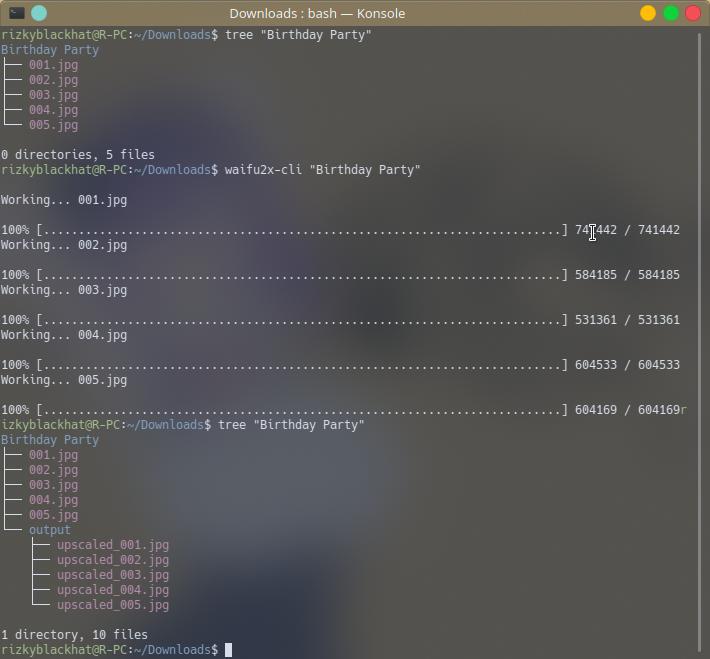 Downloads : bash — Konsole
rizkyblackhat@R-PC:~/Downloads$ tree "Birthday Party"
Birthday Party
├── 001.jpg
├── 002.jpg
├── 003.jpg
├── 004.jpg
└── 005.jpg
0 directories, 5 files
rizkyblackhat@R-PC:~/Downloads$ waifu2x-cli "Birthday Party"
Working... 001.jpg
100% [..........................................................................] 741442 / 741442
Working... 002.jpg
100% [..........................................................................] 584185 / 584185
Working... 003.jpg
100% [..........................................................................] 531361 / 531361
Working... 004.jpg
100% [..........................................................................] 604533 / 604533
Working... 005.jpg
100% [..........................................................................] 604169 / 604169r
izkyblackhat@R-PC:~/Downloads$ tree "Birthday Party"
Birthday Party
├── 001.jpg
├── 002.jpg
├── 003.jpg
├── 004.jpg
├── 005.jpg
└── output
    ├── upscaled_001.jpg
    ├── upscaled_002.jpg
    ├── upscaled_003.jpg
    ├── upscaled_004.jpg
    └── upscaled_005.jpg
1 directory, 10 files
rizkyblackhat@R-PC:~/Downloads$